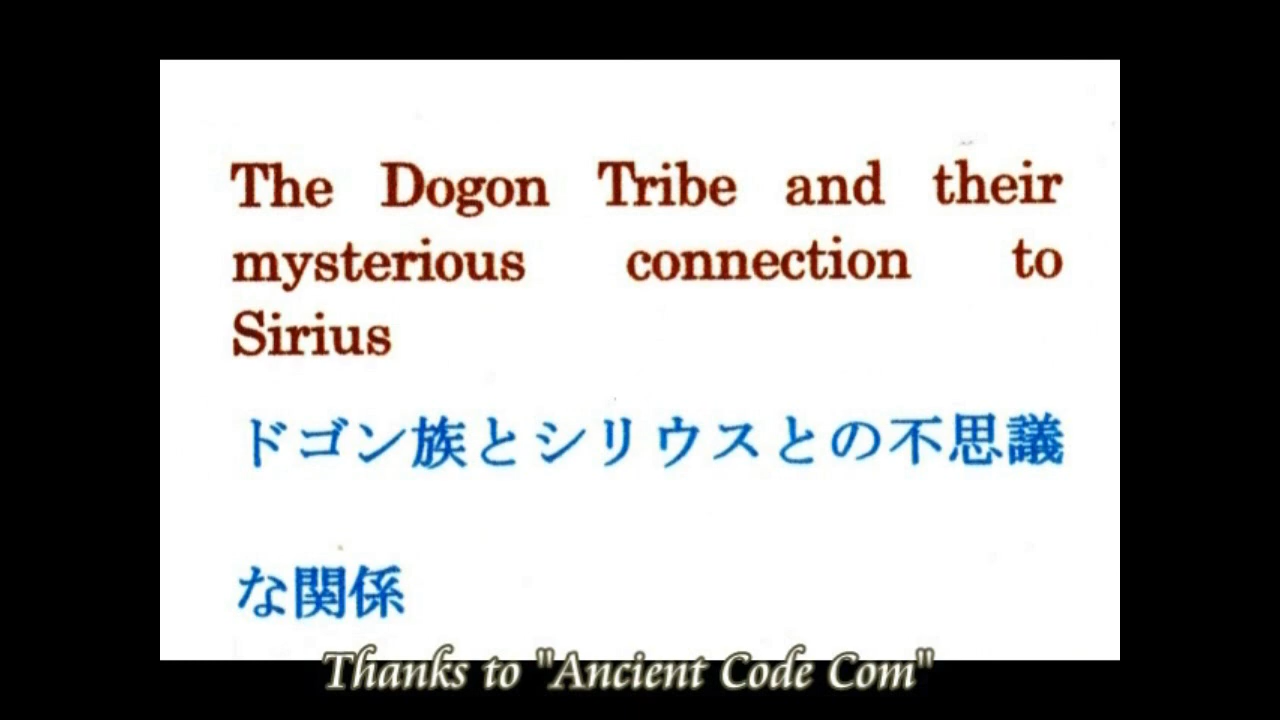 The Dogon Tribe and their
mysterious connection to
Sirius
ドゴン族とシリウスとの不思議
な関係
Thanks to "Ancient Code Com"